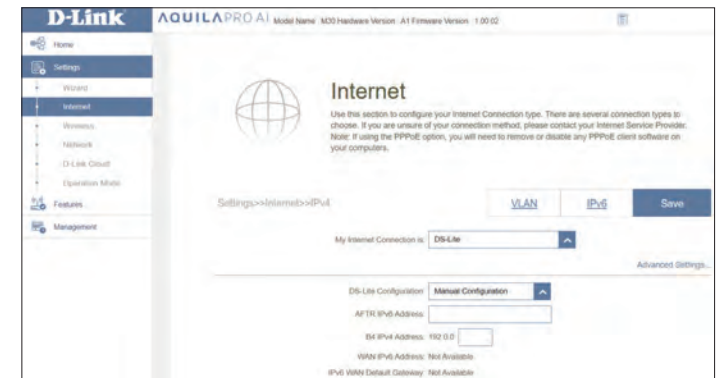 D-Link
AQUILA PRO AI Model Name: M30 Hardware Version: A1 Firmware Version: 1.00.02
Home
Settings
Wizard
Internet
Wireless
Network
D-Link Cloud
Operation Mode
Features
Management
Internet
Use this section to configure your Internet Connection type. There are several connection types to
choose. If you are unsure of your connection method, please contact your Internet Service Provider.
Note: If using the PPPoE option, you will need to remove or disable any PPPoE client software on
your computers.
Settings>>Internet>>IPv4
VLAN
IPv6
Save
My Internet Connection is: DS-Lite
Advanced Settings...
DS-Lite Configuration: Manual Configuration
AFTR IPv6 Address:
B4 IPv4 Address: 192.0.0.
WAN IPv6 Address: Not Available
IPv6 WAN Default Gateway: Not Available